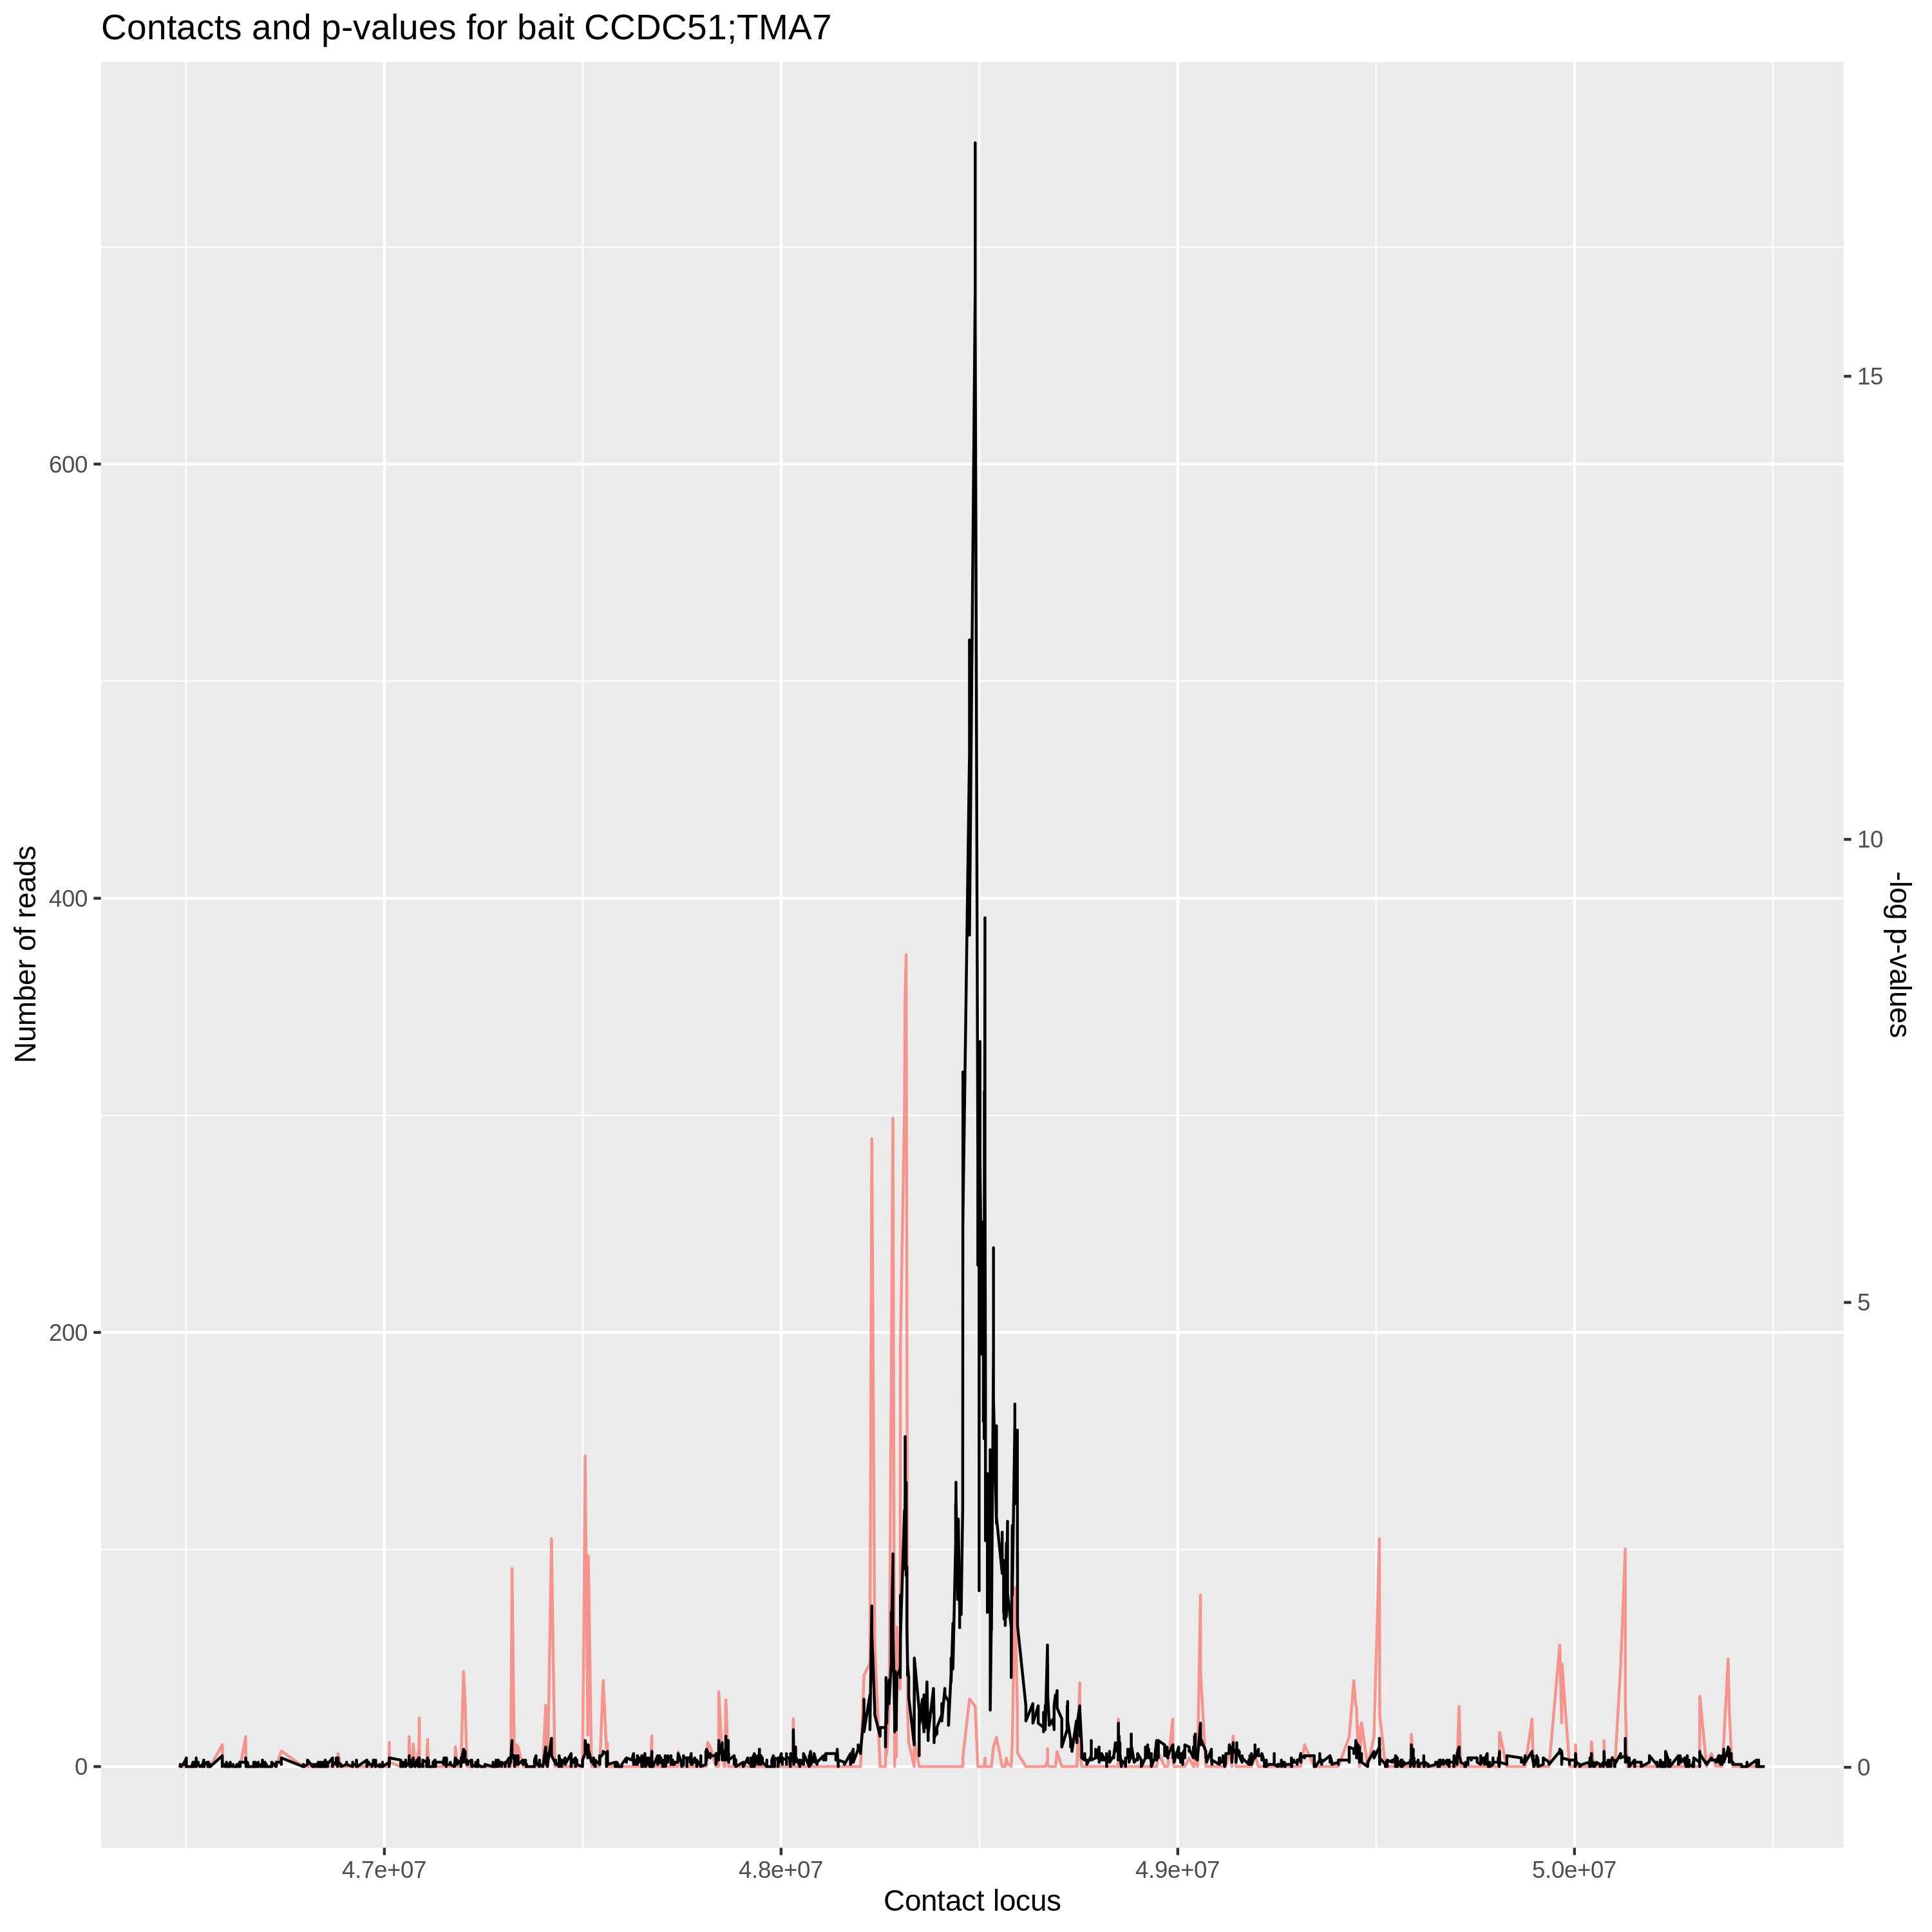 Contacts and p-values for bait CCDC51;TMA7
Number of reads
600
400
200
0
15
10
5
0
-log p-values
4.7e+07
4.8e+07
4.9e+07
5.0e+07
Contact locus